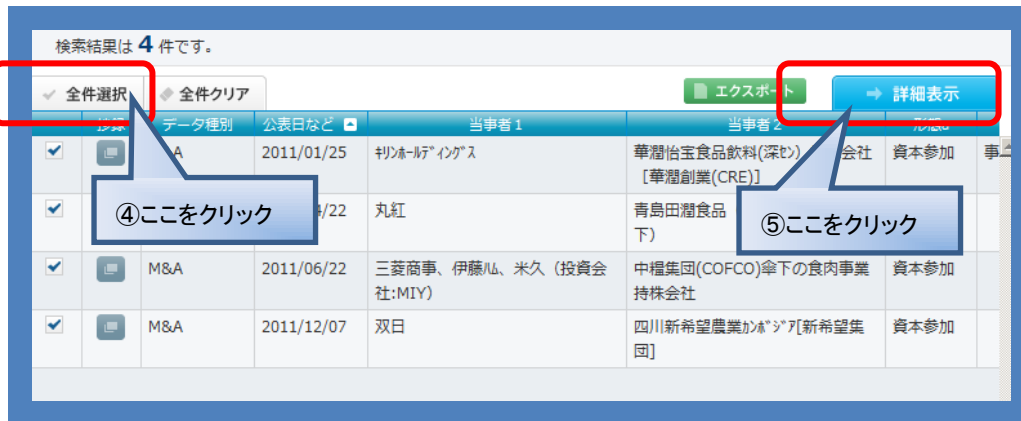 検索結果は 4 件です。
全件選択 全件クリア エクスポート 詳細表示
抄録 データ種別 公表日など 当事者1 当事者2 形態
A 2011/01/25 ｷﾘﾝﾎｰﾙﾃﾞｨﾝｸﾞｽ 華潤怡宝食品飲料(深セン) 会社 資本参加 事
［華潤創業(CRE)］
④ここをクリック
/22 丸紅 青島田潤食品
下）
⑤ここをクリック
M&A 2011/06/22 三菱商事、伊藤ﾊﾑ、米久（投資会 中糧集団(COFCO)傘下の食肉事業 資本参加
社:MIY） 持株会社
M&A 2011/12/07 双日 四川新希望農業ｶﾝﾎﾞｼﾞｱ[新希望集 資本参加
団]